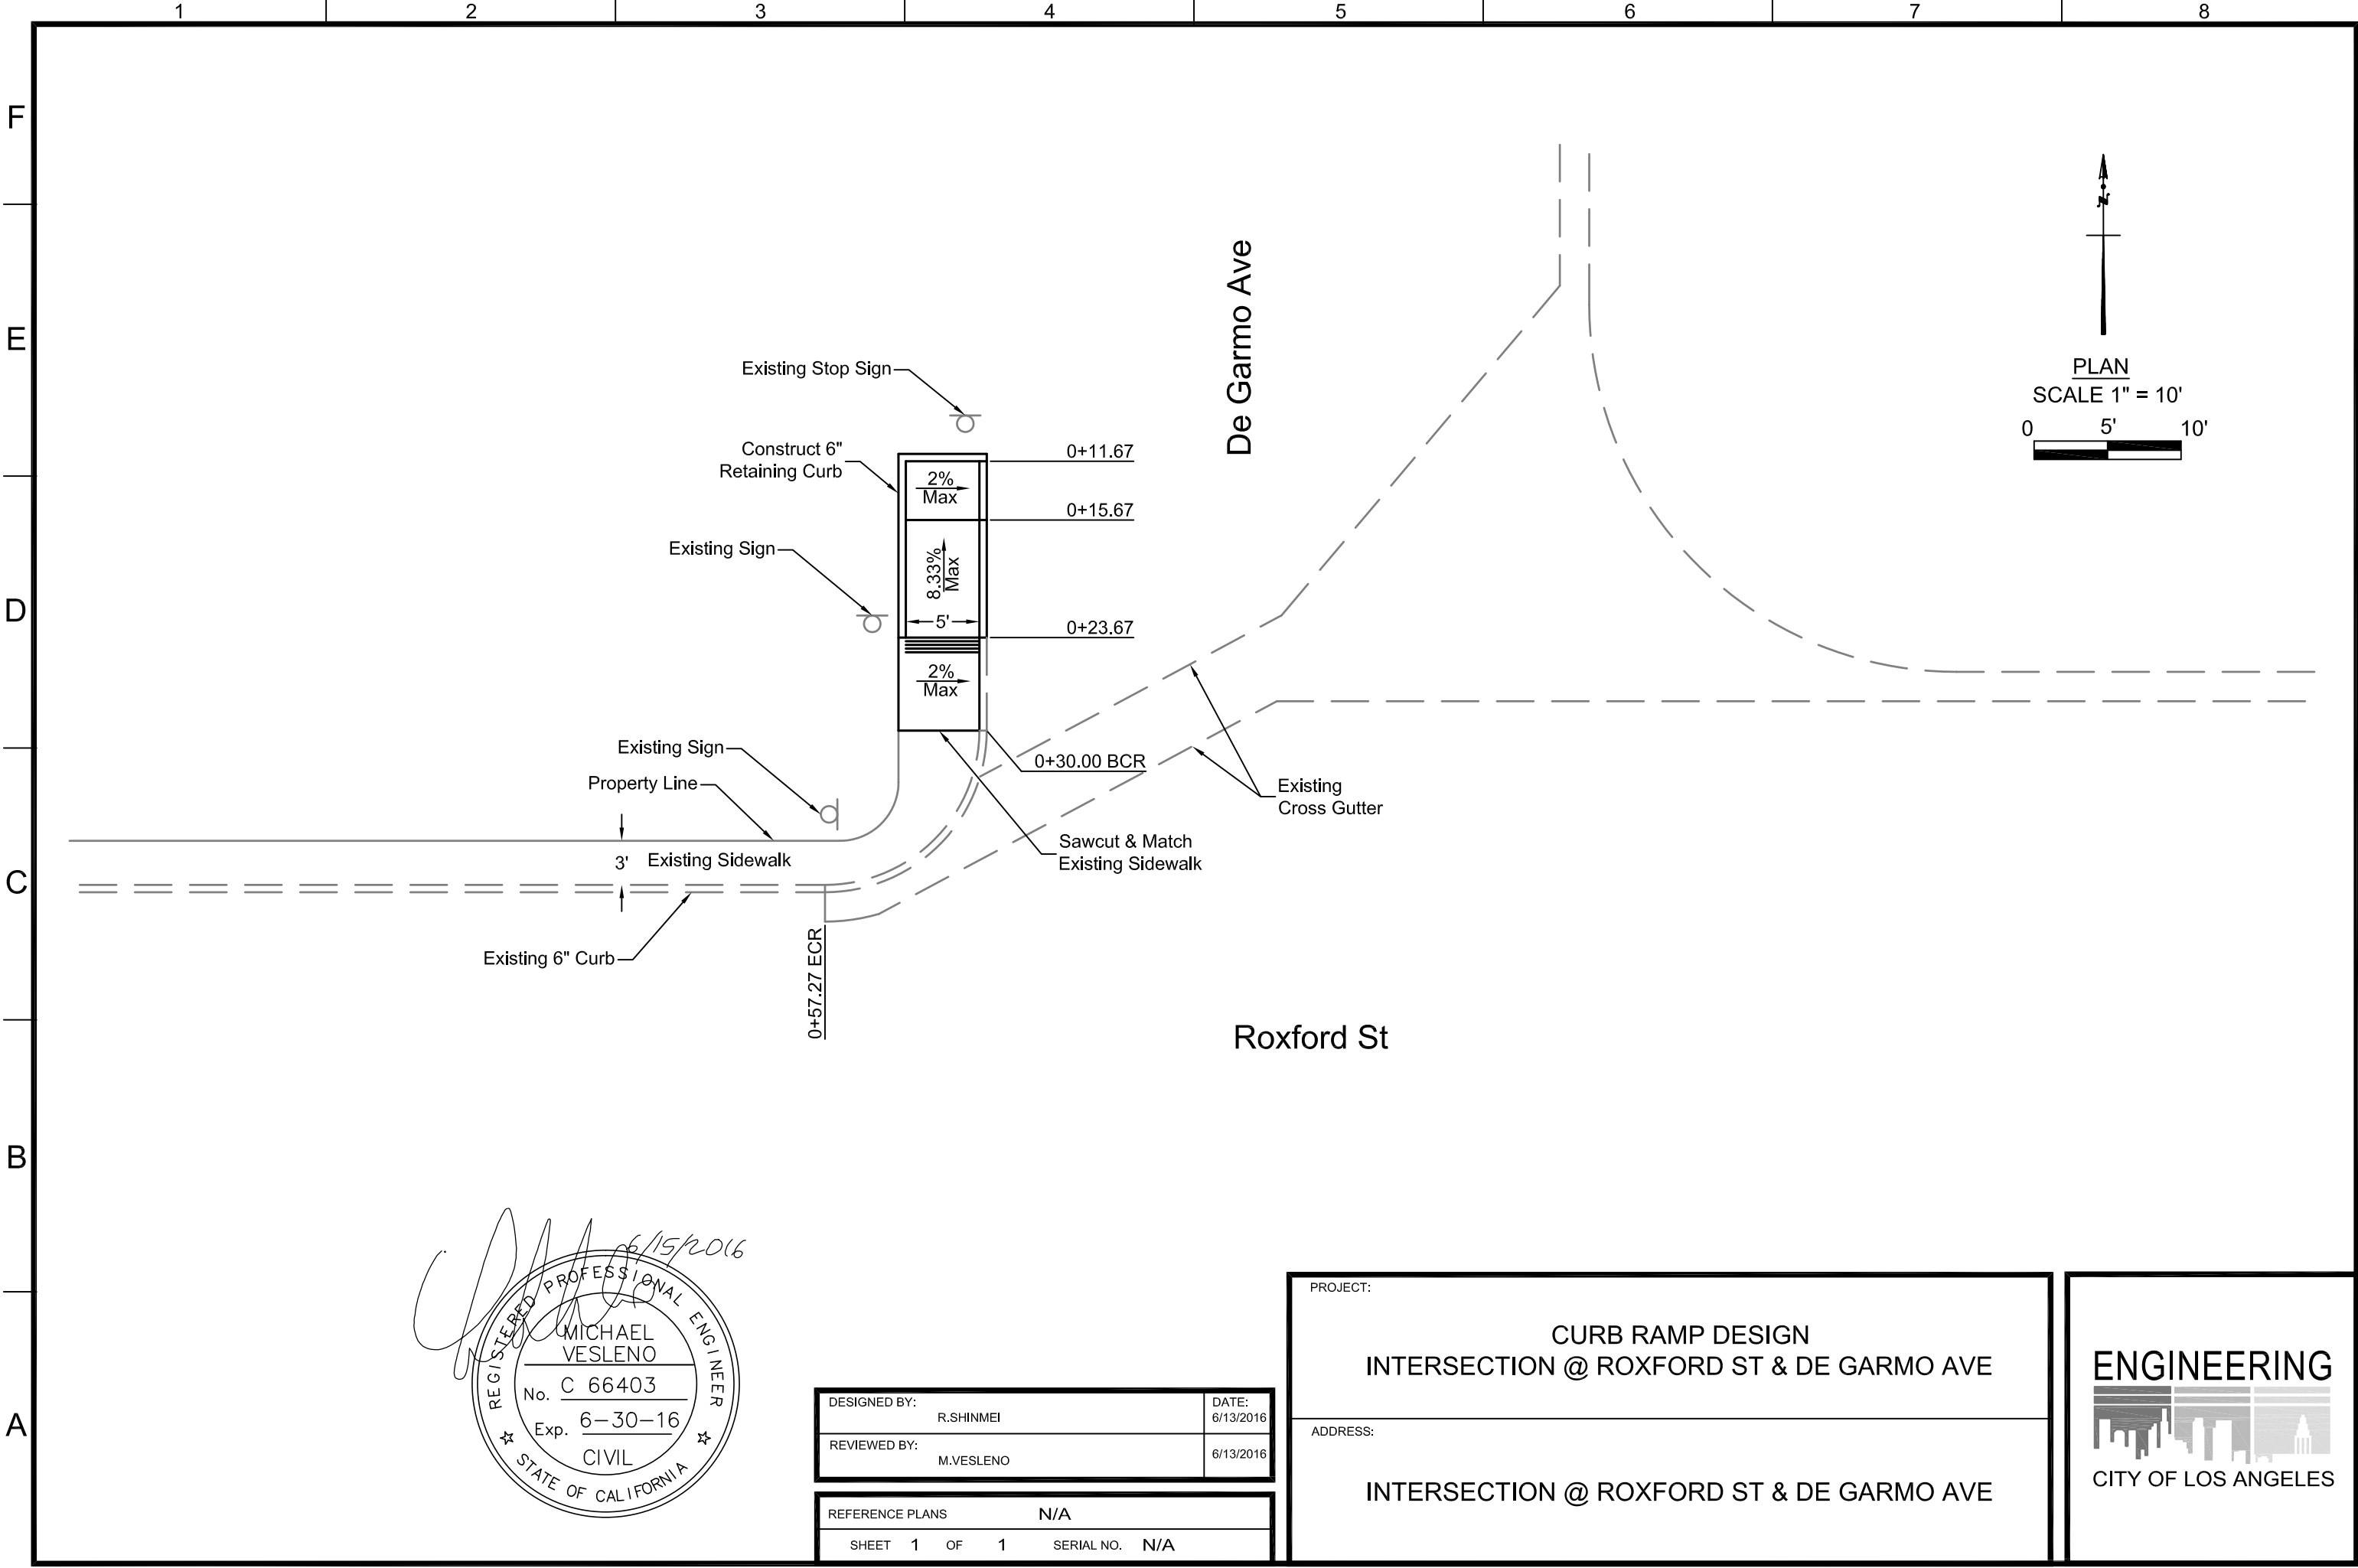 1 2 3 4 5 6 7 8
F
E
D
C
B
A
De Garmo Ave
PLAN
SCALE 1" = 10'
0 5' 10'
Existing Stop Sign
Construct 6"
Retaining Curb
0+11.67
2%
Max
0+15.67
Existing Sign
8.33%
Max
5'
0+23.67
2%
Max
Existing Sign
0+30.00 BCR
Property Line
Existing
Cross Gutter
Sawcut & Match
Existing Sidewalk
3' Existing Sidewalk
Existing 6" Curb
0+57.27 ECR
Roxford St
6/15/2016
REGISTERED PROFESSIONAL ENGINEER
MICHAEL
VESLENO
No. C 66403
Exp. 6-30-16
CIVIL
STATE OF CALIFORNIA
DESIGNED BY:
R.SHINMEI
DATE:
6/13/2016
REVIEWED BY:
M.VESLENO
6/13/2016
REFERENCE PLANS N/A
SHEET 1 OF 1 SERIAL NO. N/A
PROJECT:
CURB RAMP DESIGN
INTERSECTION @ ROXFORD ST & DE GARMO AVE
ADDRESS:
INTERSECTION @ ROXFORD ST & DE GARMO AVE
ENGINEERING
CITY OF LOS ANGELES